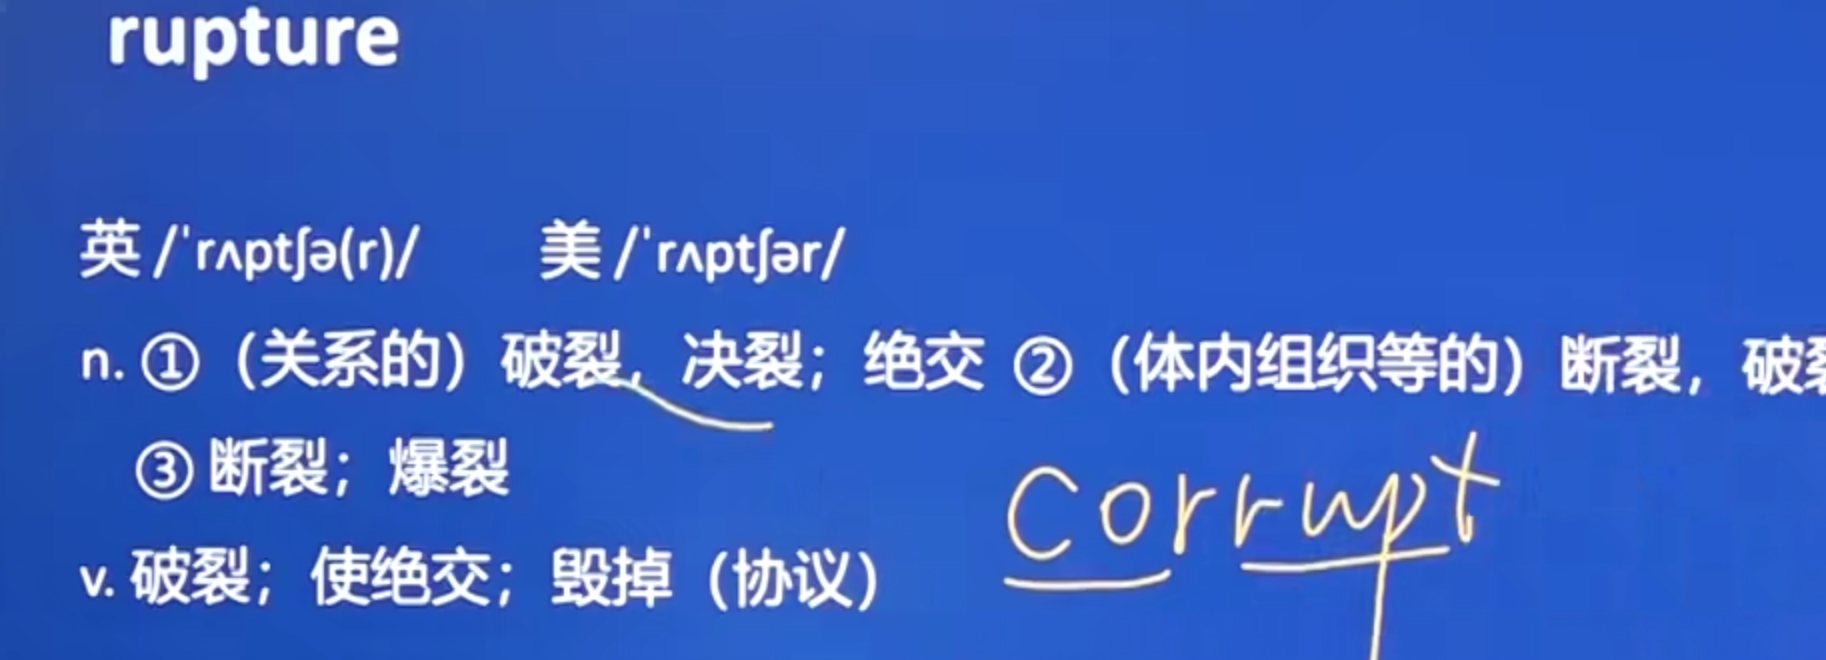 rupture
英 /ˈrʌptʃə(r)/ 美 /ˈrʌptʃər/
n. ①（关系的）破裂，决裂；绝交 ②（体内组织等的）断裂，破裂
③ 断裂；爆裂
corrupt
v. 破裂；使绝交；毁掉（协议）